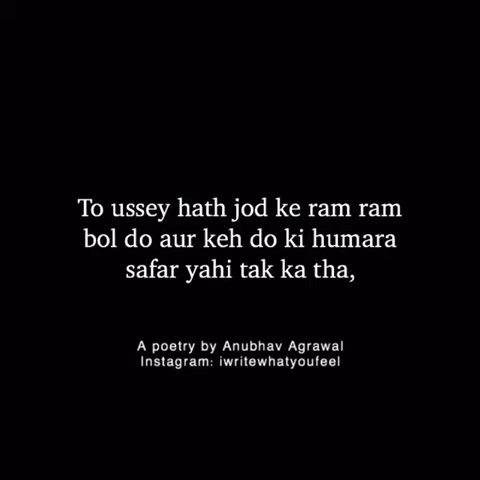 To ussey hath jod ke ram ram
bol do aur keh do ki humara
safar yahi tak ka tha,
A poetry by Anubhav Agrawal
Instagram: iwritewhatyoufeel